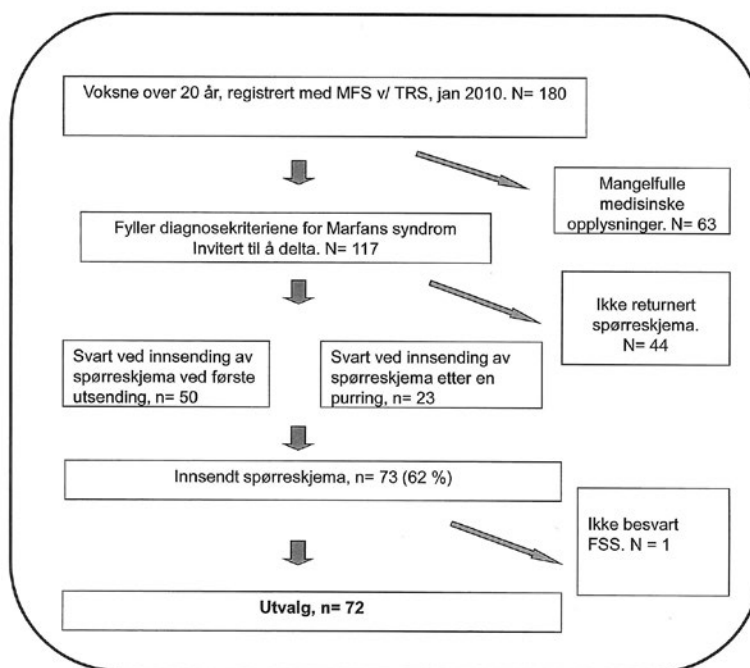 Voksne over 20 år, registrert med MFS v/ TRS, jan 2010. N= 180
Mangelfulle
medisinske
opplysninger. N= 63
Fyller diagnosekriteriene for Marfans syndrom
Invitert til å delta. N= 117
Ikke returnert
spørreskjema.
N= 44
Svart ved innsending av
spørreskjema ved første
utsending, n= 50
Svart ved innsending av
spørreskjema etter en
purring, n= 23
Innsendt spørreskjema, n= 73 (62 %)
Ikke besvart
FSS. N = 1
Utvalg, n= 72